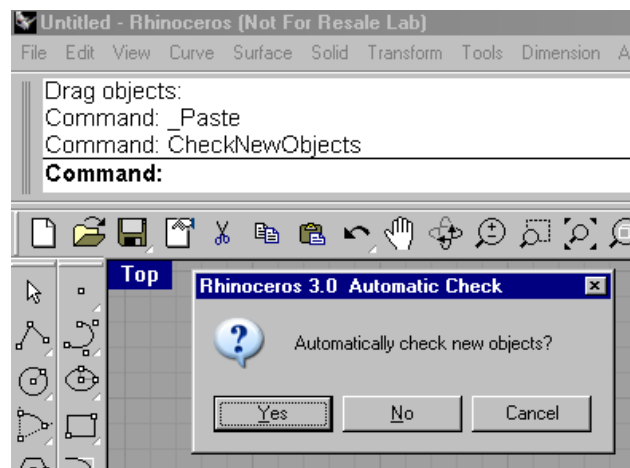 Untitled - Rhinoceros (Not For Resale Lab)
File Edit View Curve Surface Solid Transform Tools Dimension A
Drag objects:
Command: _Paste
Command: CheckNewObjects
Command:
Top
Rhinoceros 3.0 Automatic Check
Automatically check new objects?
Yes No Cancel